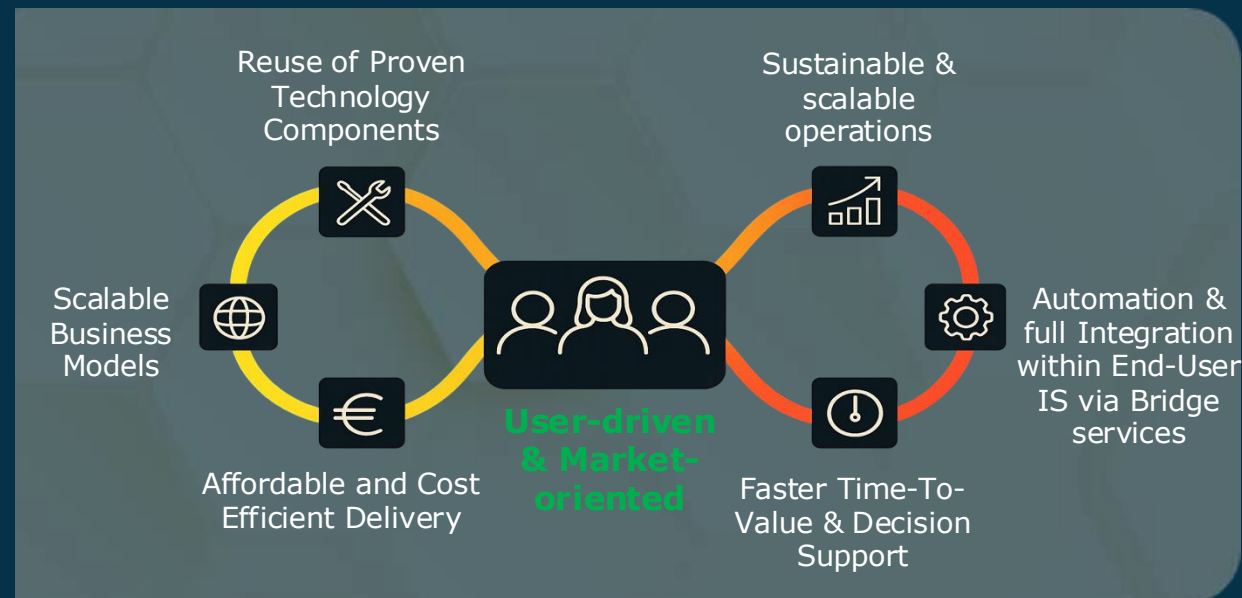 Reuse of Proven
Technology
Components
Sustainable &
scalable
operations
Scalable
Business
Models
Automation &
full Integration
within End-User
IS via Bridge
services
User-driven
& Market-
oriented
Affordable and Cost
Efficient Delivery
Faster Time-To-
Value & Decision
Support